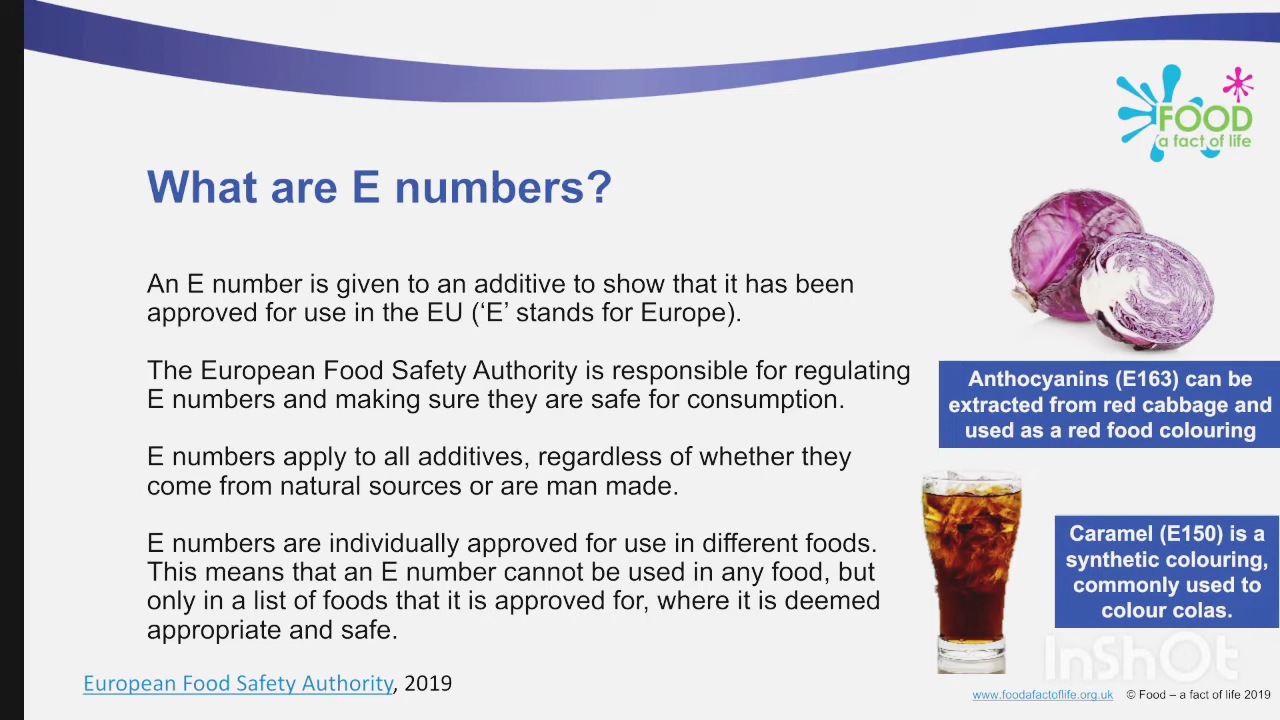 FOOD
a fact of life
What are E numbers?
An E number is given to an additive to show that it has been
approved for use in the EU (‘E’ stands for Europe).
The European Food Safety Authority is responsible for regulating
E numbers and making sure they are safe for consumption.
E numbers apply to all additives, regardless of whether they
come from natural sources or are man made.
E numbers are individually approved for use in different foods.
This means that an E number cannot be used in any food, but
only in a list of foods that it is approved for, where it is deemed
appropriate and safe.
Anthocyanins (E163) can be
extracted from red cabbage and
used as a red food colouring
Caramel (E150) is a
synthetic colouring,
commonly used to
colour colas.
InShOt
European Food Safety Authority, 2019
www.foodafactoflife.org.uk © Food – a fact of life 2019